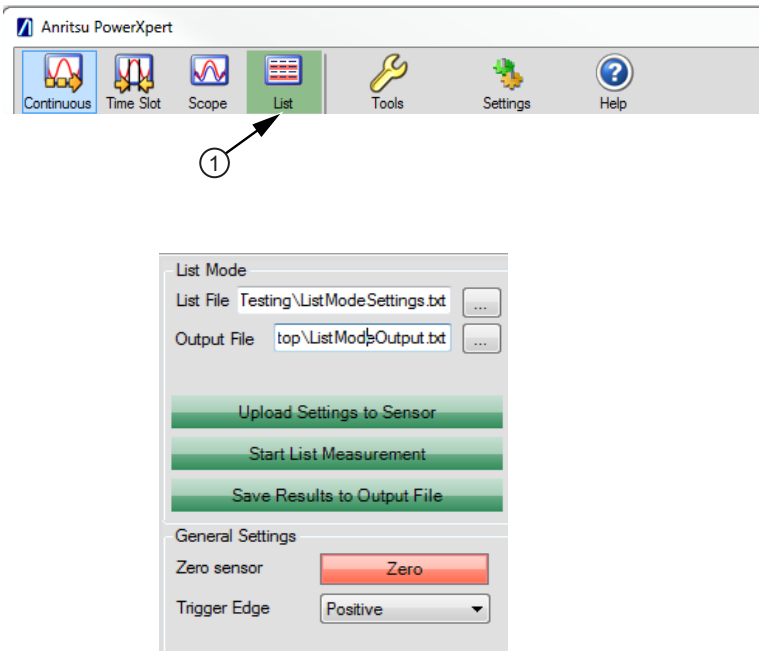 Anritsu PowerXpert
Continuous Time Slot Scope List Tools Settings Help
1
List Mode
List File Testing\ListModeSettings.txt ...
Output File top\ListModeOutput.txt ...
Upload Settings to Sensor
Start List Measurement
Save Results to Output File
General Settings
Zero sensor Zero
Trigger Edge Positive